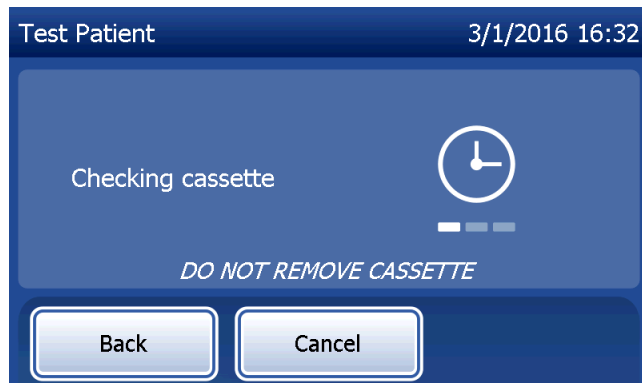 Test Patient 3/1/2016 16:32
Checking cassette
DO NOT REMOVE CASSETTE
Back Cancel